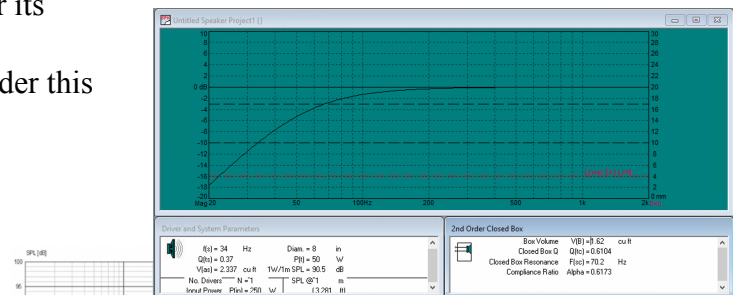 r its
der this
Untitled Speaker Project1 ()
10
8
6
4
2
0 dB
-2
-4
-6
-8
-10
-12
-14
-16
-18
-20
30
28
26
24
22
20
18
16
14
12
10
8
6
4
2
0 mm
Mag 20 50 100Hz 200 500 1k 2k
Driver and System Parameters
f(s) = 34 Hz Diam. = 8 in
Q(ts) = 0.37 P(t) = 50 W
V(as) = 2.337 cu ft 1W/1m SPL = 90.5 dB
No. Drivers N = 1 SPL @ 1 m
Input Power P(in) = 250 W (3.281 ft)
2nd Order Closed Box
Box Volume V(B) = 1.62 cu ft
Closed Box Q Q(tc) = 0.6104
Closed Box Resonance F(sc) = 70.2 Hz
Compliance Ratio Alpha = 0.6173
SPL [dB]
100
95